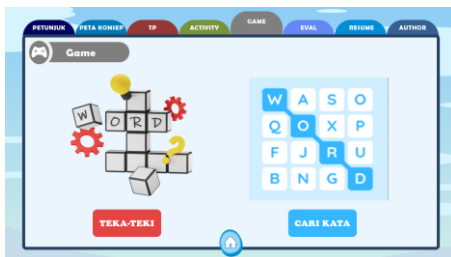 PETUNJUK PETA KONSEP TP ACTIVITY GAME EVAL RESUME AUTHOR
Game
W O R D
?
W A S O
Q O X P
F J R U
B N G D
TEKA-TEKI CARI KATA